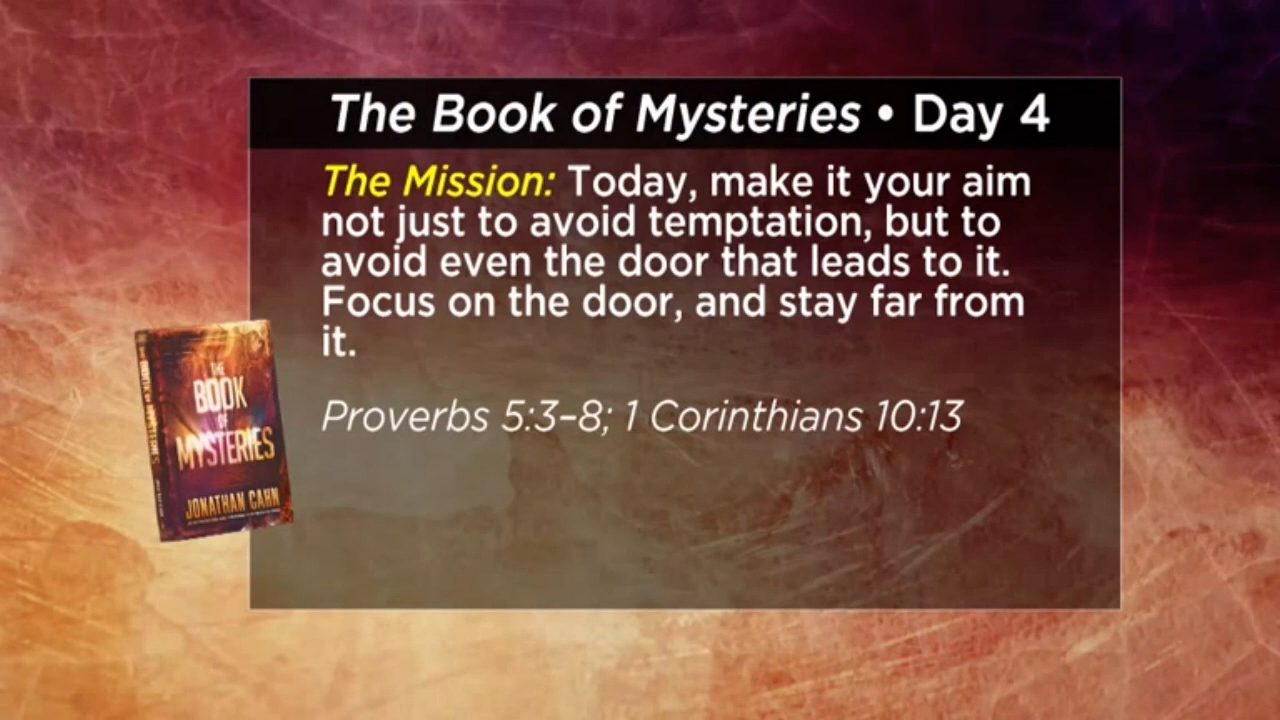 The Book of Mysteries • Day 4
The Mission: Today, make it your aim
not just to avoid temptation, but to
avoid even the door that leads to it.
Focus on the door, and stay far from
it.
Proverbs 5:3–8; 1 Corinthians 10:13
THE
BOOK
OF
MYSTERIES
JONATHAN CAHN